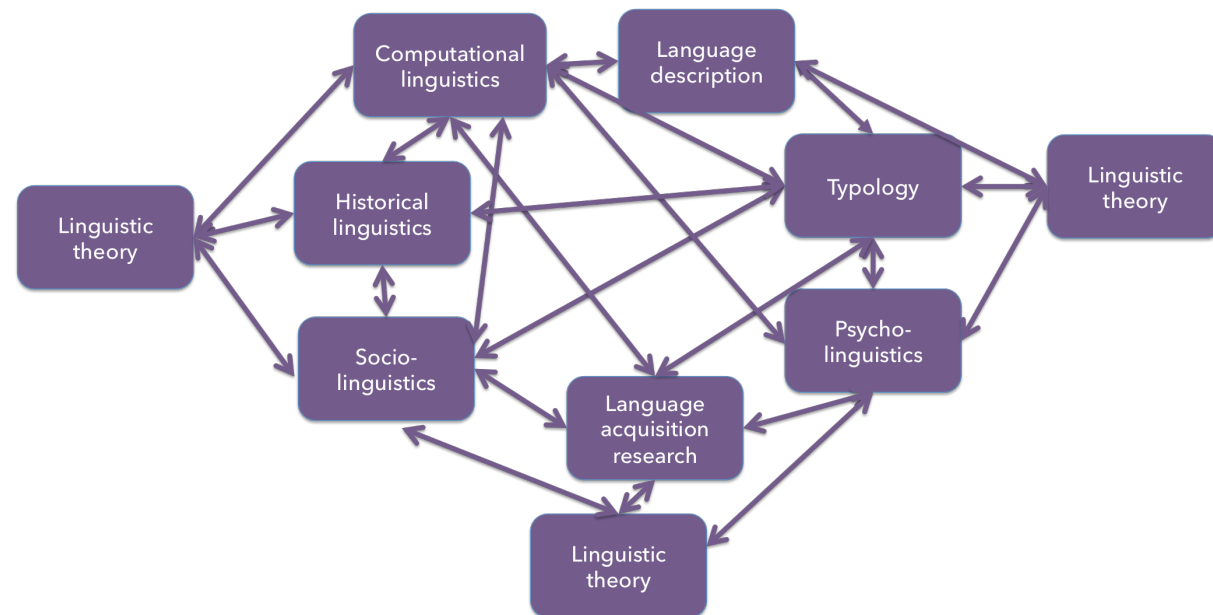 Computational
linguistics
Language
description
Historical
linguistics
Typology
Linguistic
theory
Linguistic
theory
Socio-
linguistics
Psycho-
linguistics
Language
acquisition
research
Linguistic
theory